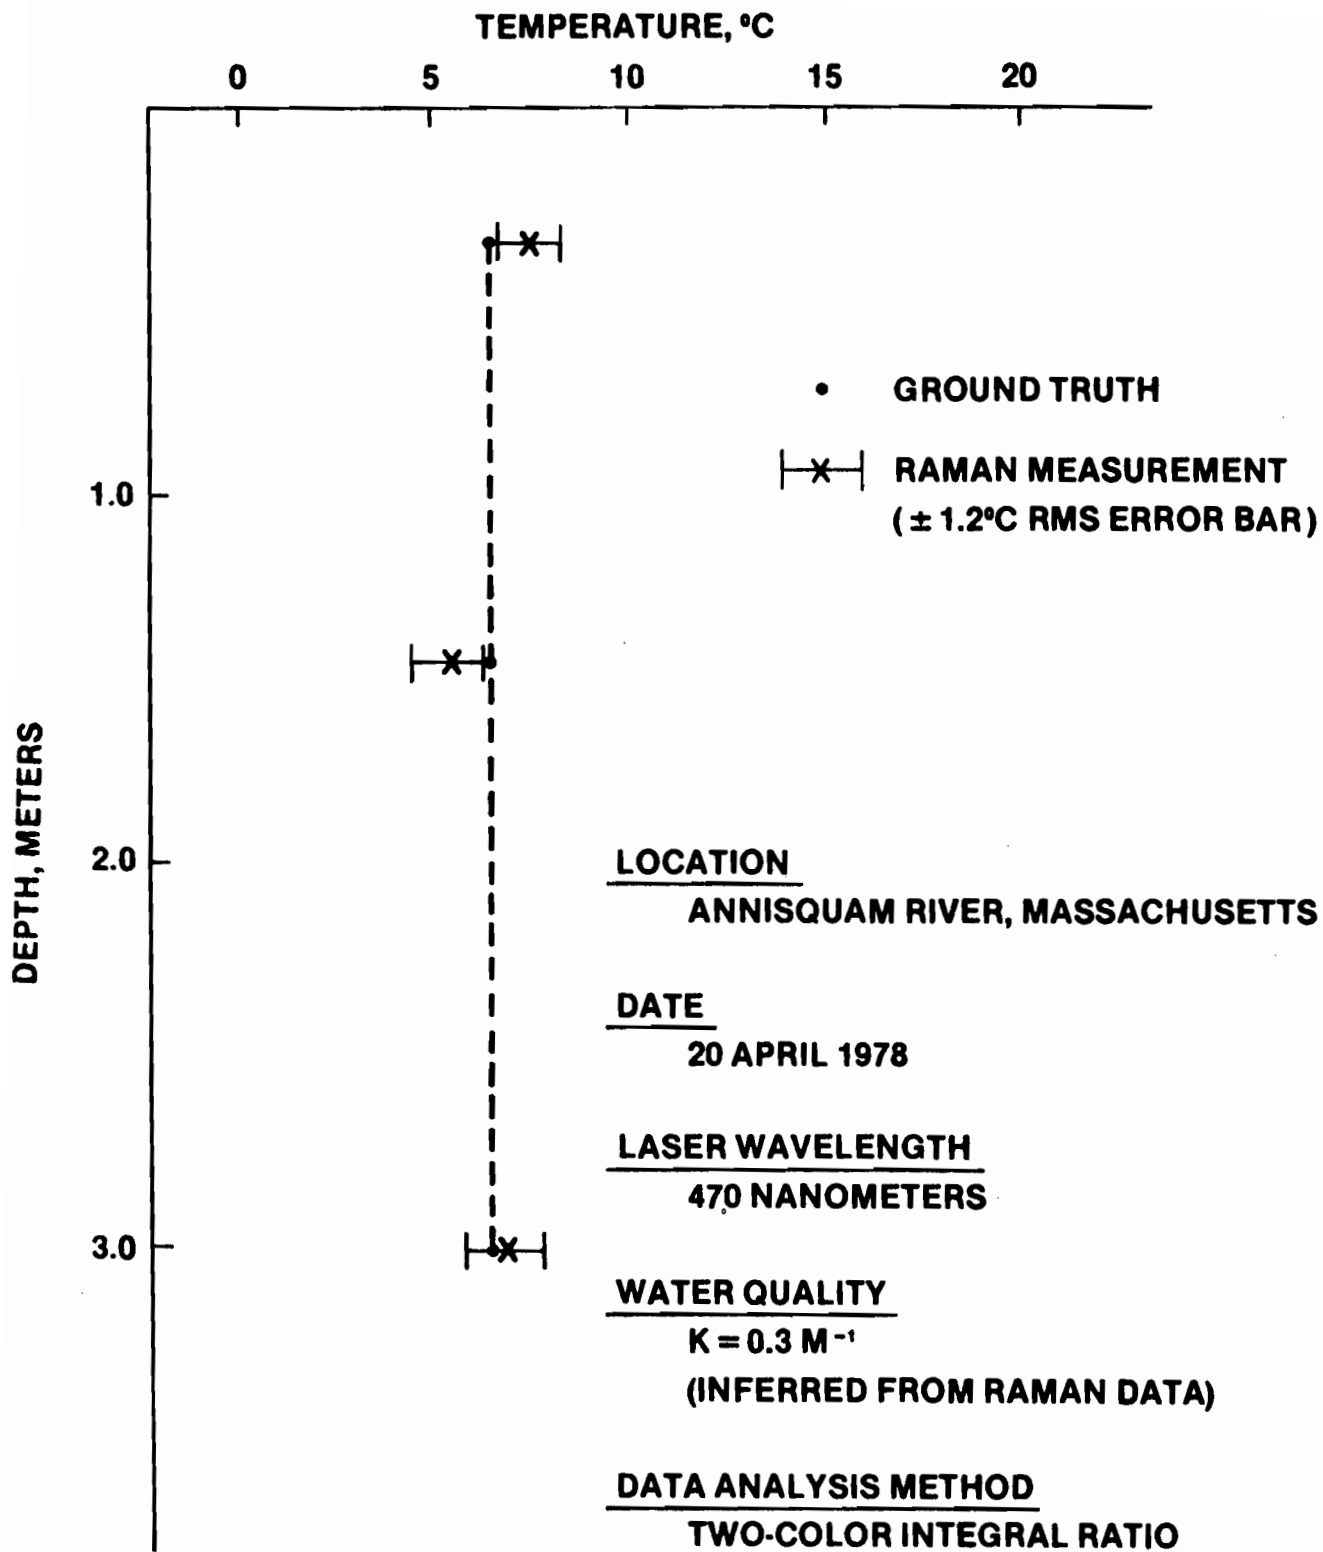 TEMPERATURE, ºC
0 5 10 15 20
GROUND TRUTH
RAMAN MEASUREMENT
(± 1.2ºC RMS ERROR BAR)
1.0
2.0
3.0
DEPTH, METERS
LOCATION
ANNISQUAM RIVER, MASSACHUSETTS
DATE
20 APRIL 1978
LASER WAVELENGTH
470 NANOMETERS
WATER QUALITY
K = 0.3 M⁻¹
(INFERRED FROM RAMAN DATA)
DATA ANALYSIS METHOD
TWO-COLOR INTEGRAL RATIO